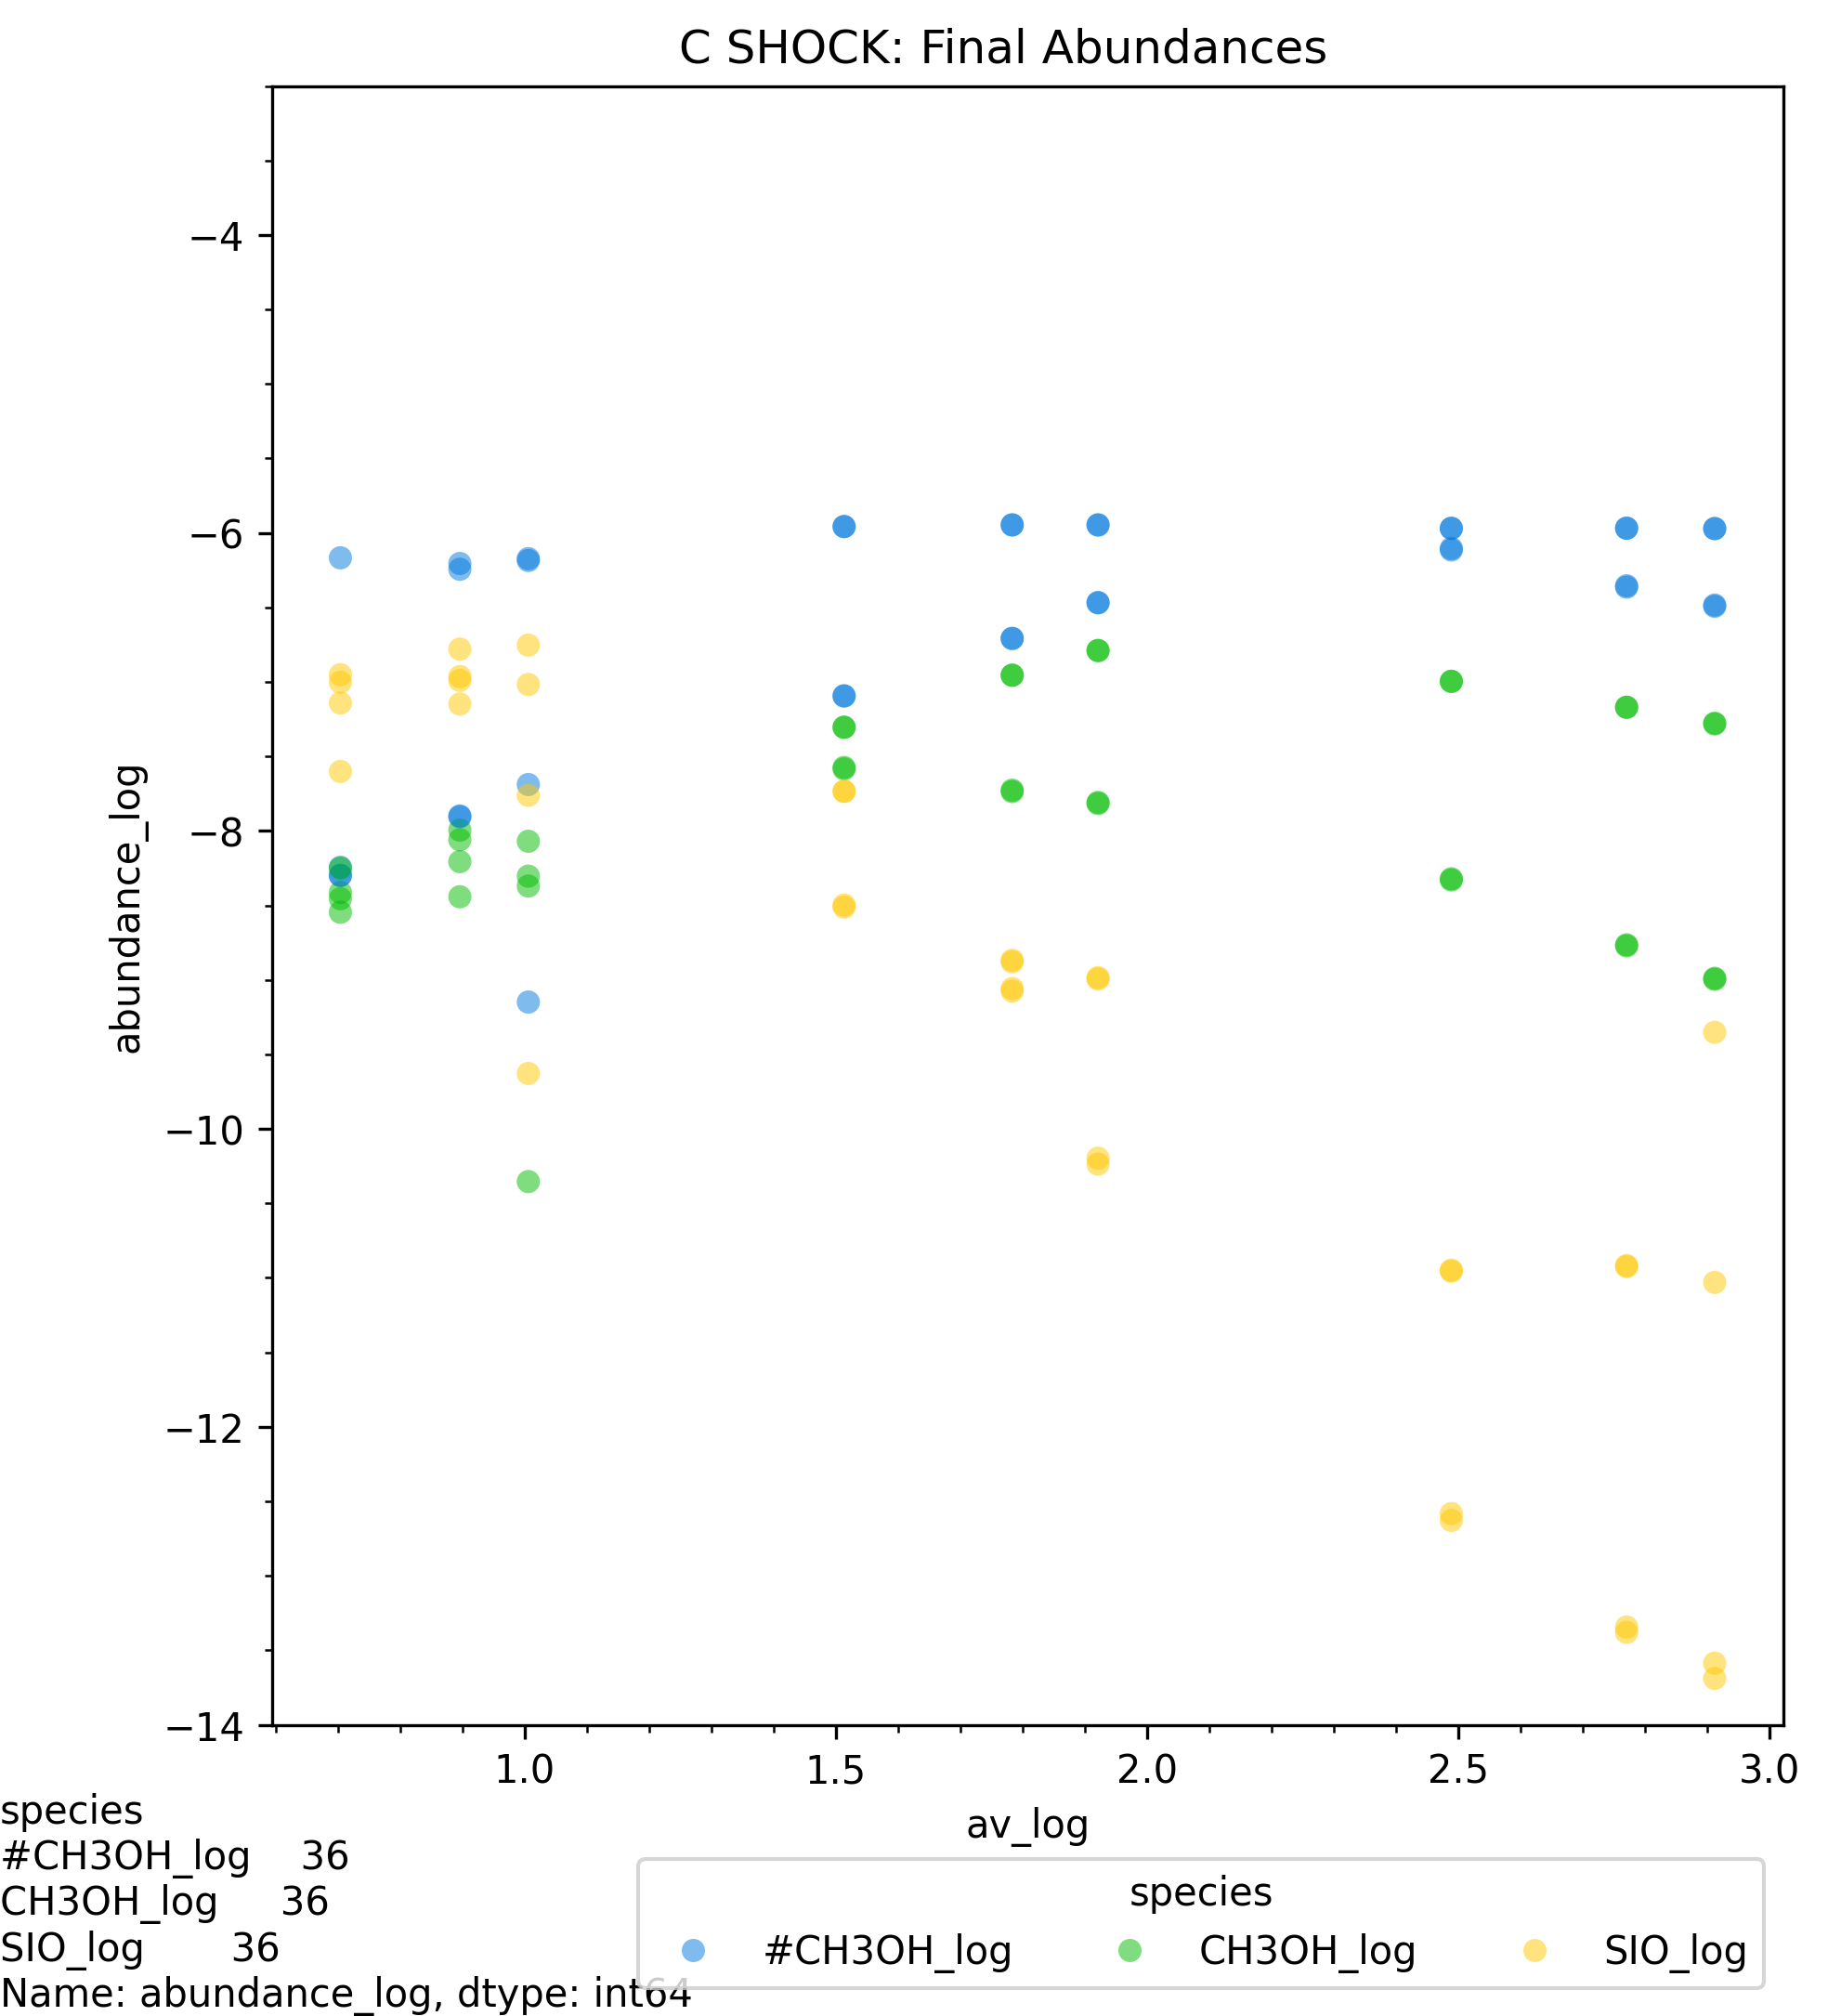 C SHOCK: Final Abundances
−4
−6
−8
−10
−12
−14
abundance_log
1.0 1.5 2.0 2.5 3.0
av_log
species
#CH3OH_log 36
CH3OH_log 36
SIO_log 36
Name: abundance_log, dtype: int64
species
#CH3OH_log CH3OH_log SIO_log